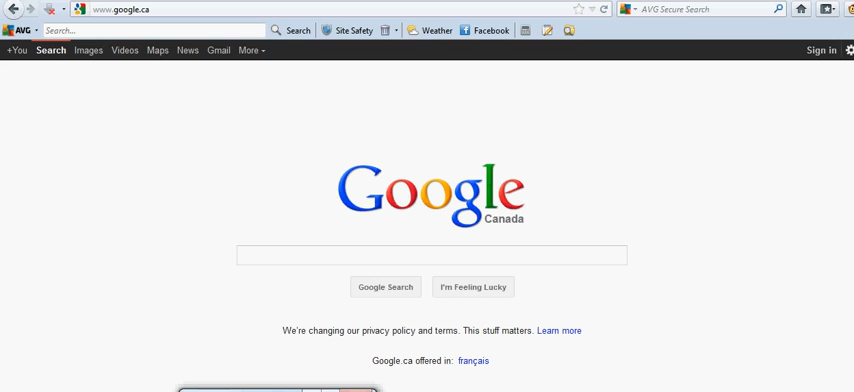 www.google.ca
AVG Secure Search
AVG Search... Search Site Safety Weather Facebook
+You Search Images Videos Maps News Gmail More Sign in
Google
Canada
Google Search I'm Feeling Lucky
We're changing our privacy policy and terms. This stuff matters. Learn more
Google.ca offered in: français